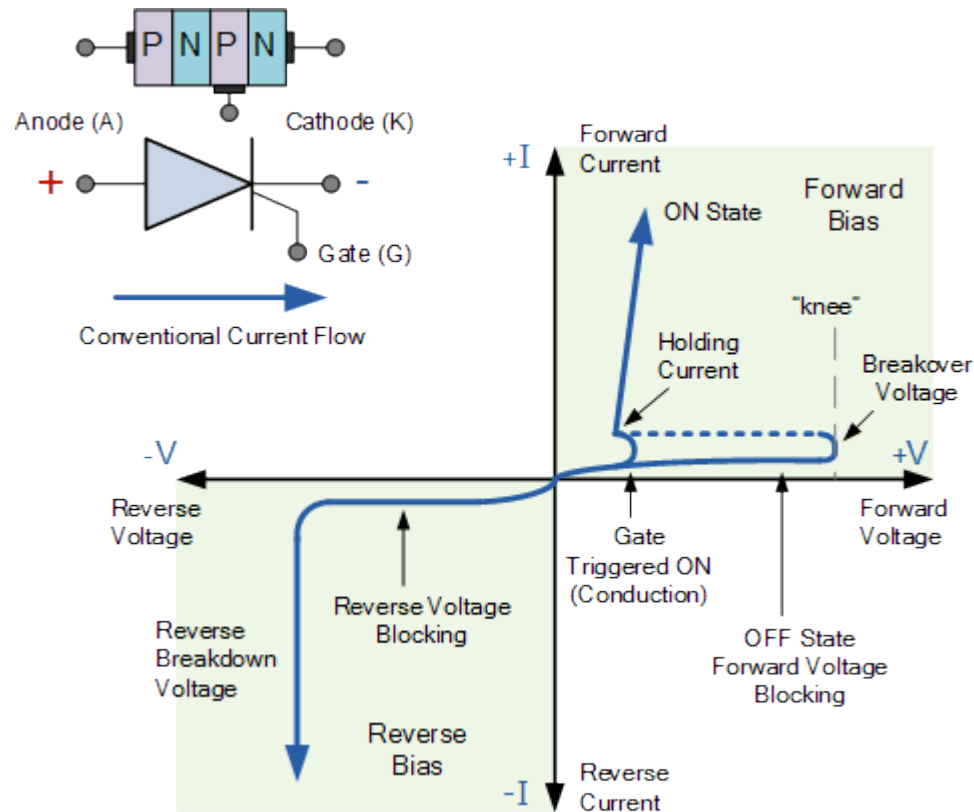 P N P N
Anode (A)
Cathode (K)
+
-
Gate (G)
Conventional Current Flow
+I
Forward
Current
Forward
Bias
ON State
"knee"
Holding
Current
Breakover
Voltage
-V
+V
Reverse
Voltage
Forward
Voltage
Gate
Triggered ON
(Conduction)
Reverse Voltage
Blocking
OFF State
Forward Voltage
Blocking
Reverse
Breakdown
Voltage
Reverse
Bias
-I
Reverse
Current